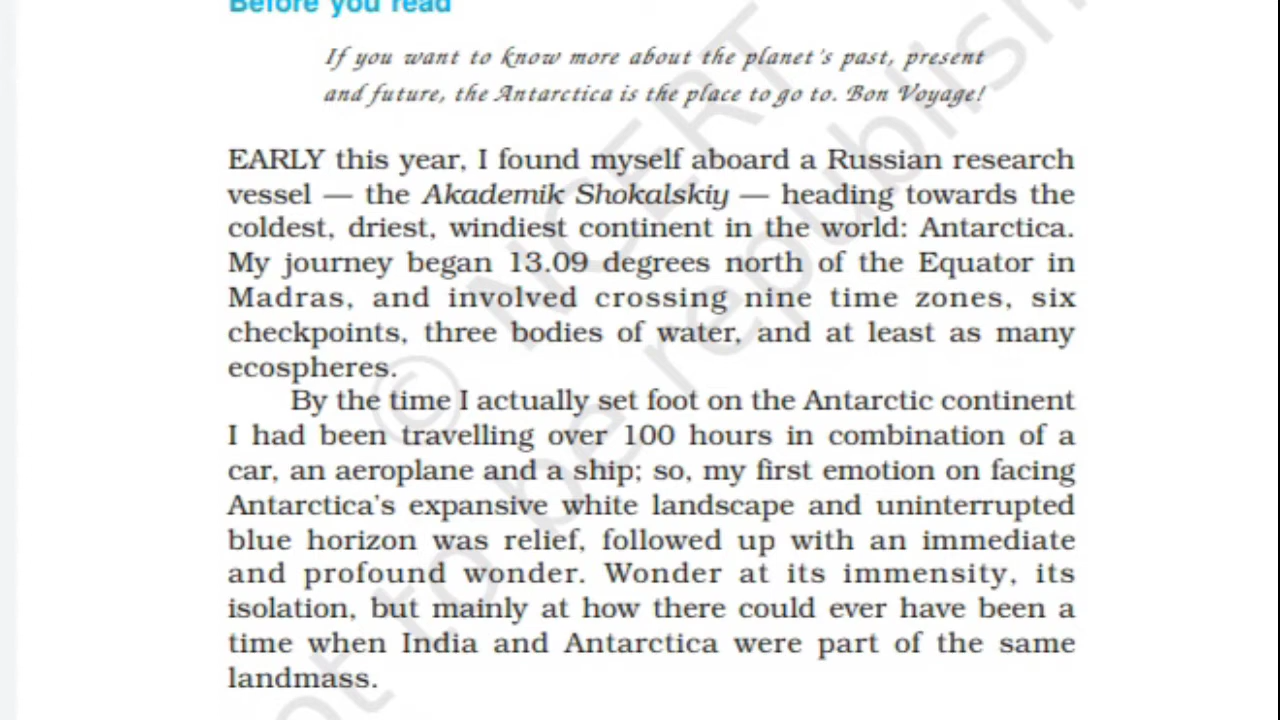 Before you read
If you want to know more about the planet's past, present
and future, the Antarctica is the place to go to. Bon Voyage!
EARLY this year, I found myself aboard a Russian research
vessel — the Akademik Shokalskiy — heading towards the
coldest, driest, windiest continent in the world: Antarctica.
My journey began 13.09 degrees north of the Equator in
Madras, and involved crossing nine time zones, six
checkpoints, three bodies of water, and at least as many
ecospheres.
By the time I actually set foot on the Antarctic continent
I had been travelling over 100 hours in combination of a
car, an aeroplane and a ship; so, my first emotion on facing
Antarctica's expansive white landscape and uninterrupted
blue horizon was relief, followed up with an immediate
and profound wonder. Wonder at its immensity, its
isolation, but mainly at how there could ever have been a
time when India and Antarctica were part of the same
landmass.
© NCERT
not to be republish